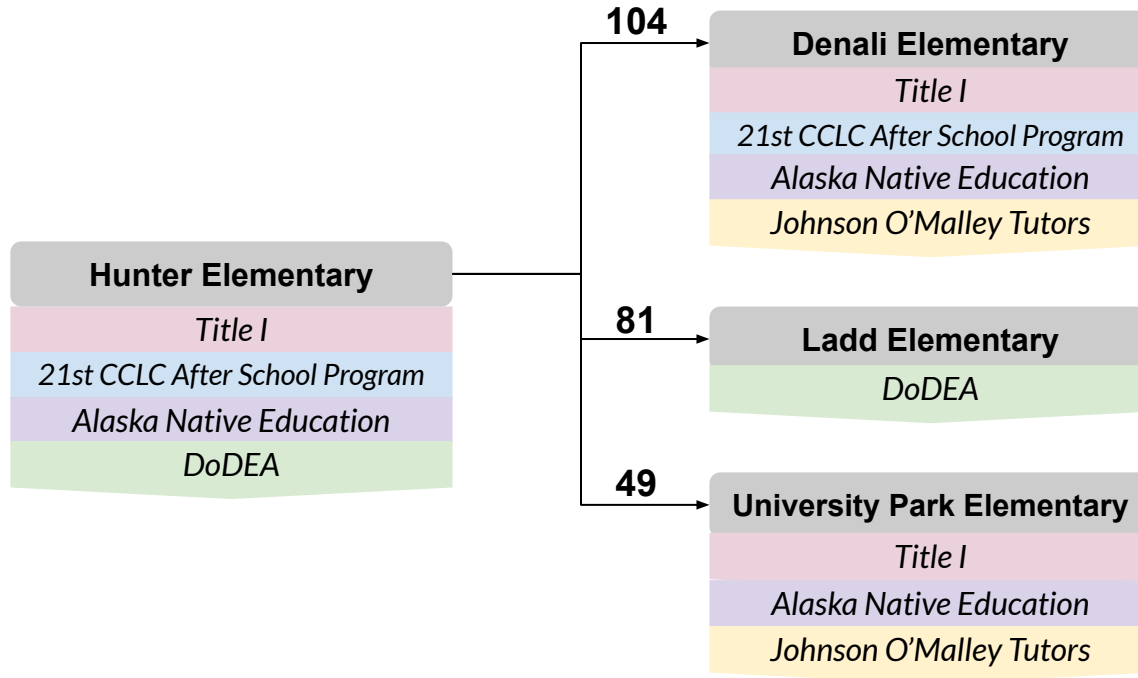 Hunter Elementary
Title I
21st CCLC After School Program
Alaska Native Education
DoDEA
104
Denali Elementary
Title I
21st CCLC After School Program
Alaska Native Education
Johnson O’Malley Tutors
81
Ladd Elementary
DoDEA
49
University Park Elementary
Title I
Alaska Native Education
Johnson O’Malley Tutors